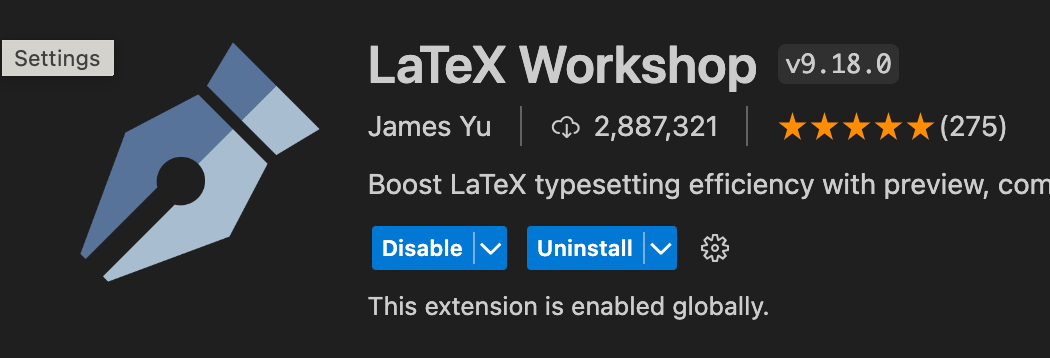 Settings
LaTeX Workshop v9.18.0
James Yu 2,887,321 (275)
Boost LaTeX typesetting efficiency with preview, com
Disable Uninstall
This extension is enabled globally.